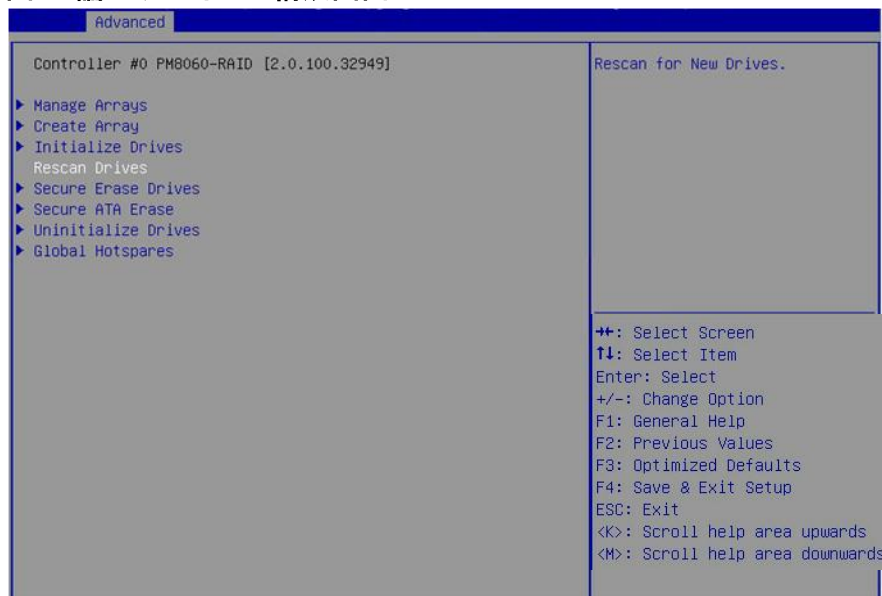 Advanced
Controller #0 PM8060-RAID [2.0.100.32949]
Manage Arrays
Create Array
Initialize Drives
Rescan Drives
Secure Erase Drives
Secure ATA Erase
Uninitialize Drives
Global Hotspares
Rescan for New Drives.
→←: Select Screen
↑↓: Select Item
Enter: Select
+/-: Change Option
F1: General Help
F2: Previous Values
F3: Optimized Defaults
F4: Save & Exit Setup
ESC: Exit
<K>: Scroll help area upwards
<M>: Scroll help area downwards